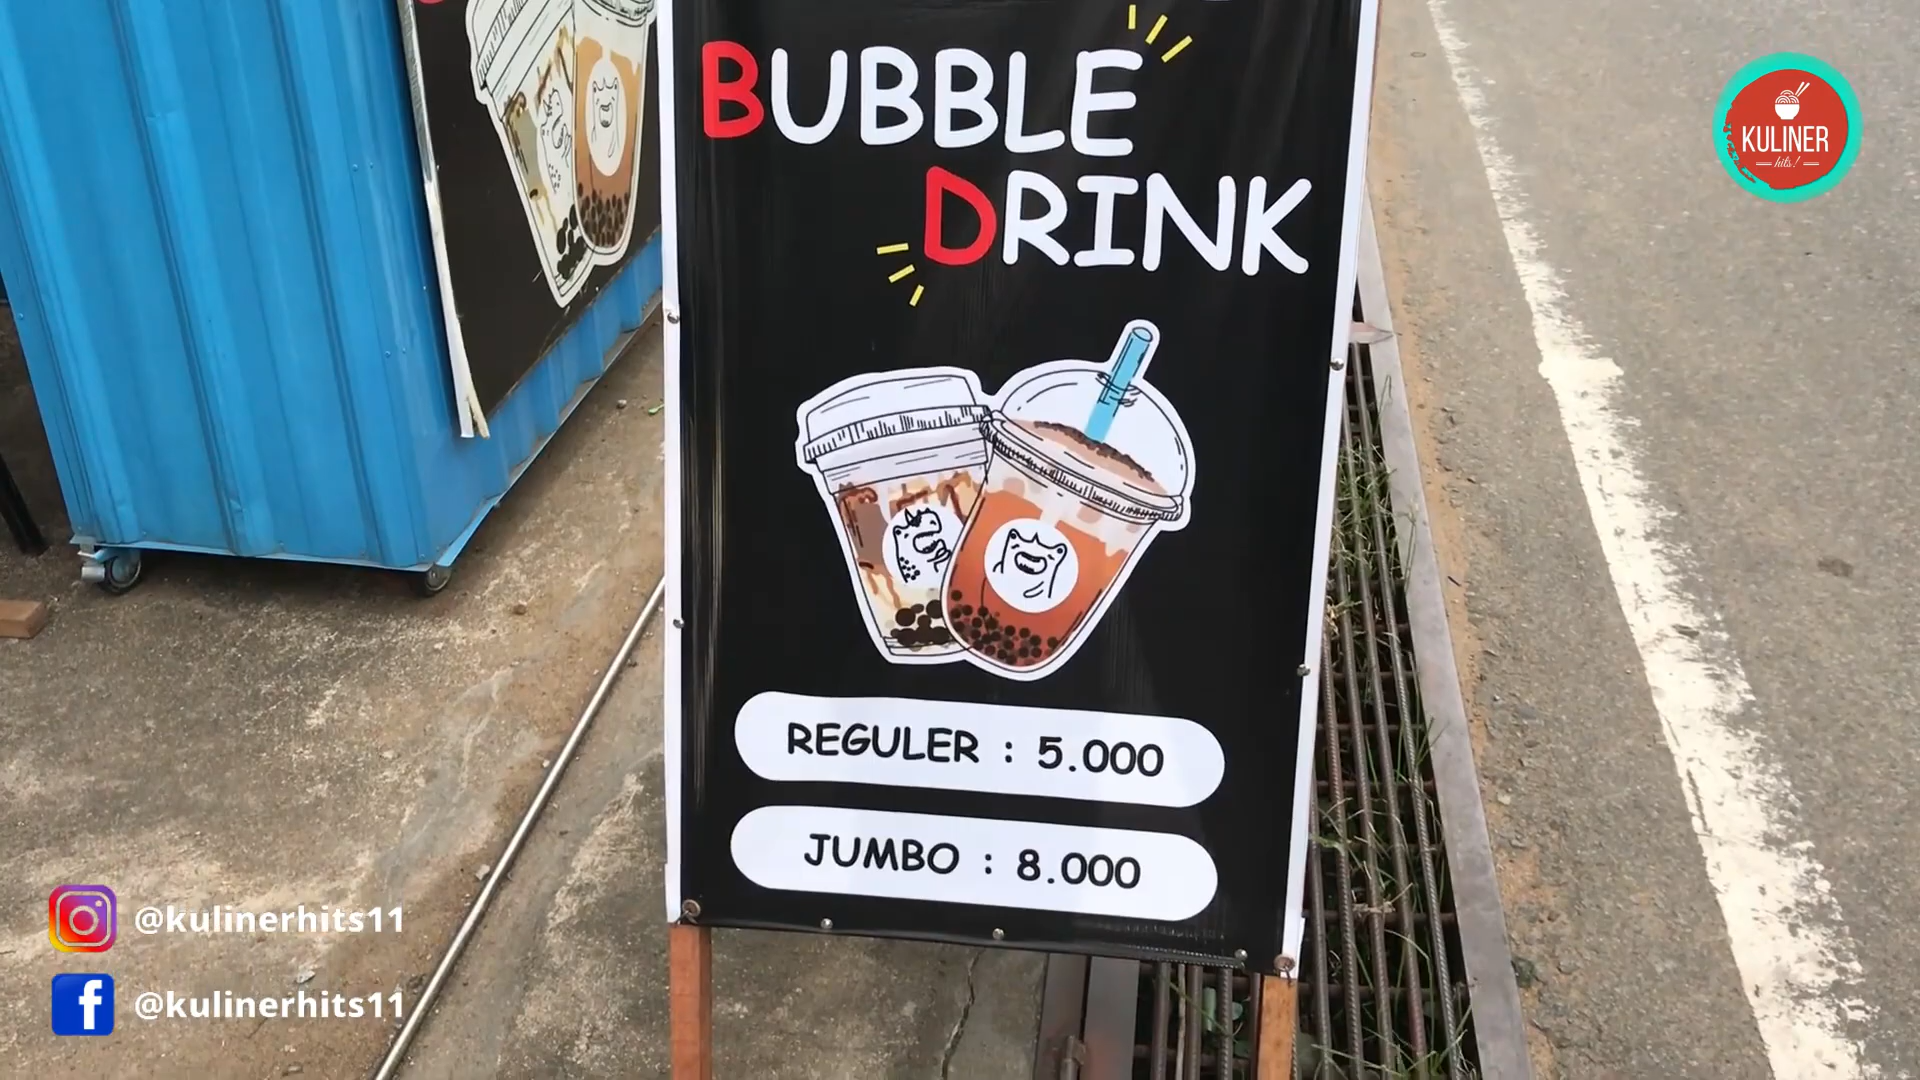 BUBBLE
DRINK
KULINER
hits!
REGULER : 5.000
JUMBO : 8.000
@kulinerhits11
@kulinerhits11